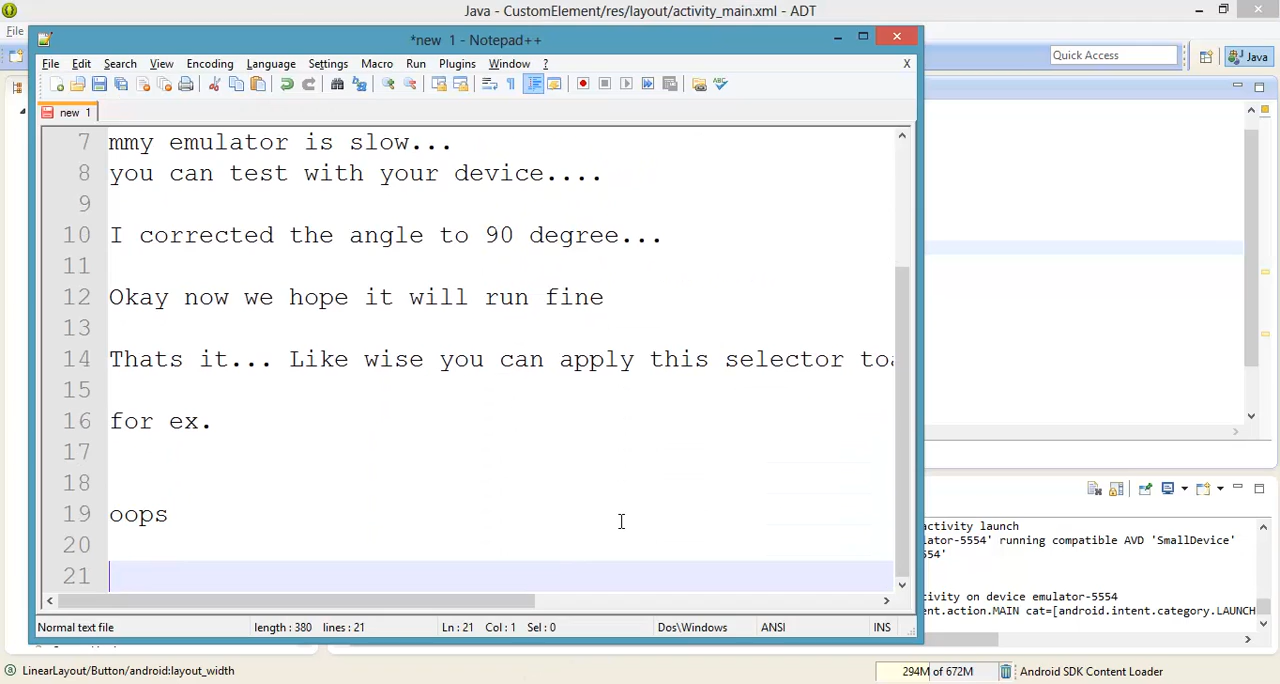 Java - CustomElement/res/layout/activity_main.xml - ADT
File
*new 1 - Notepad++
File Edit Search View Encoding Language Settings Macro Run Plugins Window ? X
Quick Access
Java
new 1
7 mmy emulator is slow...
8 you can test with your device....
9
10 I corrected the angle to 90 degree...
11
12 Okay now we hope it will run fine
13
14 Thats it... Like wise you can apply this selector toa
15
16 for ex.
17
18
19 oops
20
21
activity launch
lator-5554' running compatible AVD 'SmallDevice'
554'
tivity on device emulator-5554
ent.action.MAIN cat=[android.intent.category.LAUNCH
Normal text file length : 380 lines : 21 Ln : 21 Col : 1 Sel : 0 Dos\Windows ANSI INS
LinearLayout/Button/android:layout_width
294M of 672M
Android SDK Content Loader